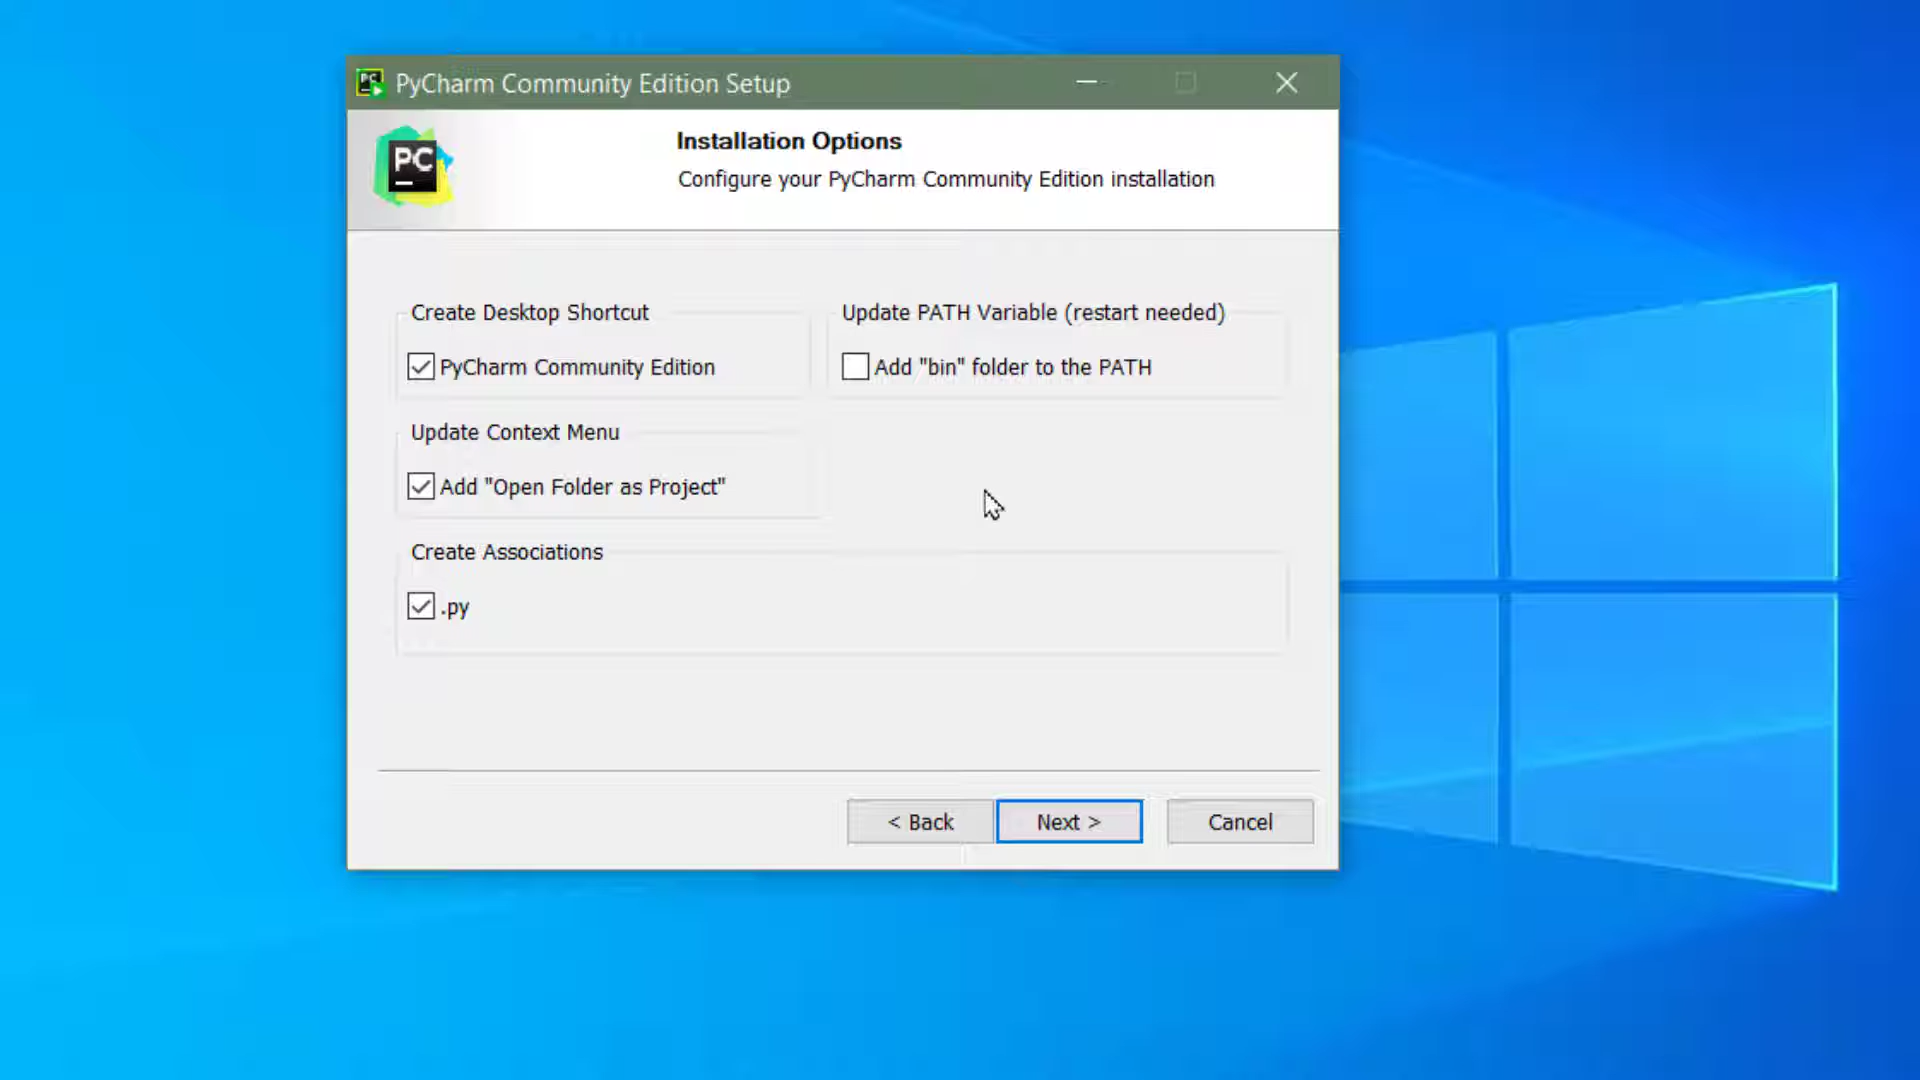 PyCharm Community Edition Setup
PC
Installation Options
Configure your PyCharm Community Edition installation
Create Desktop Shortcut
PyCharm Community Edition
Update PATH Variable (restart needed)
Add "bin" folder to the PATH
Update Context Menu
Add "Open Folder as Project"
Create Associations
.py
< Back
Next >
Cancel